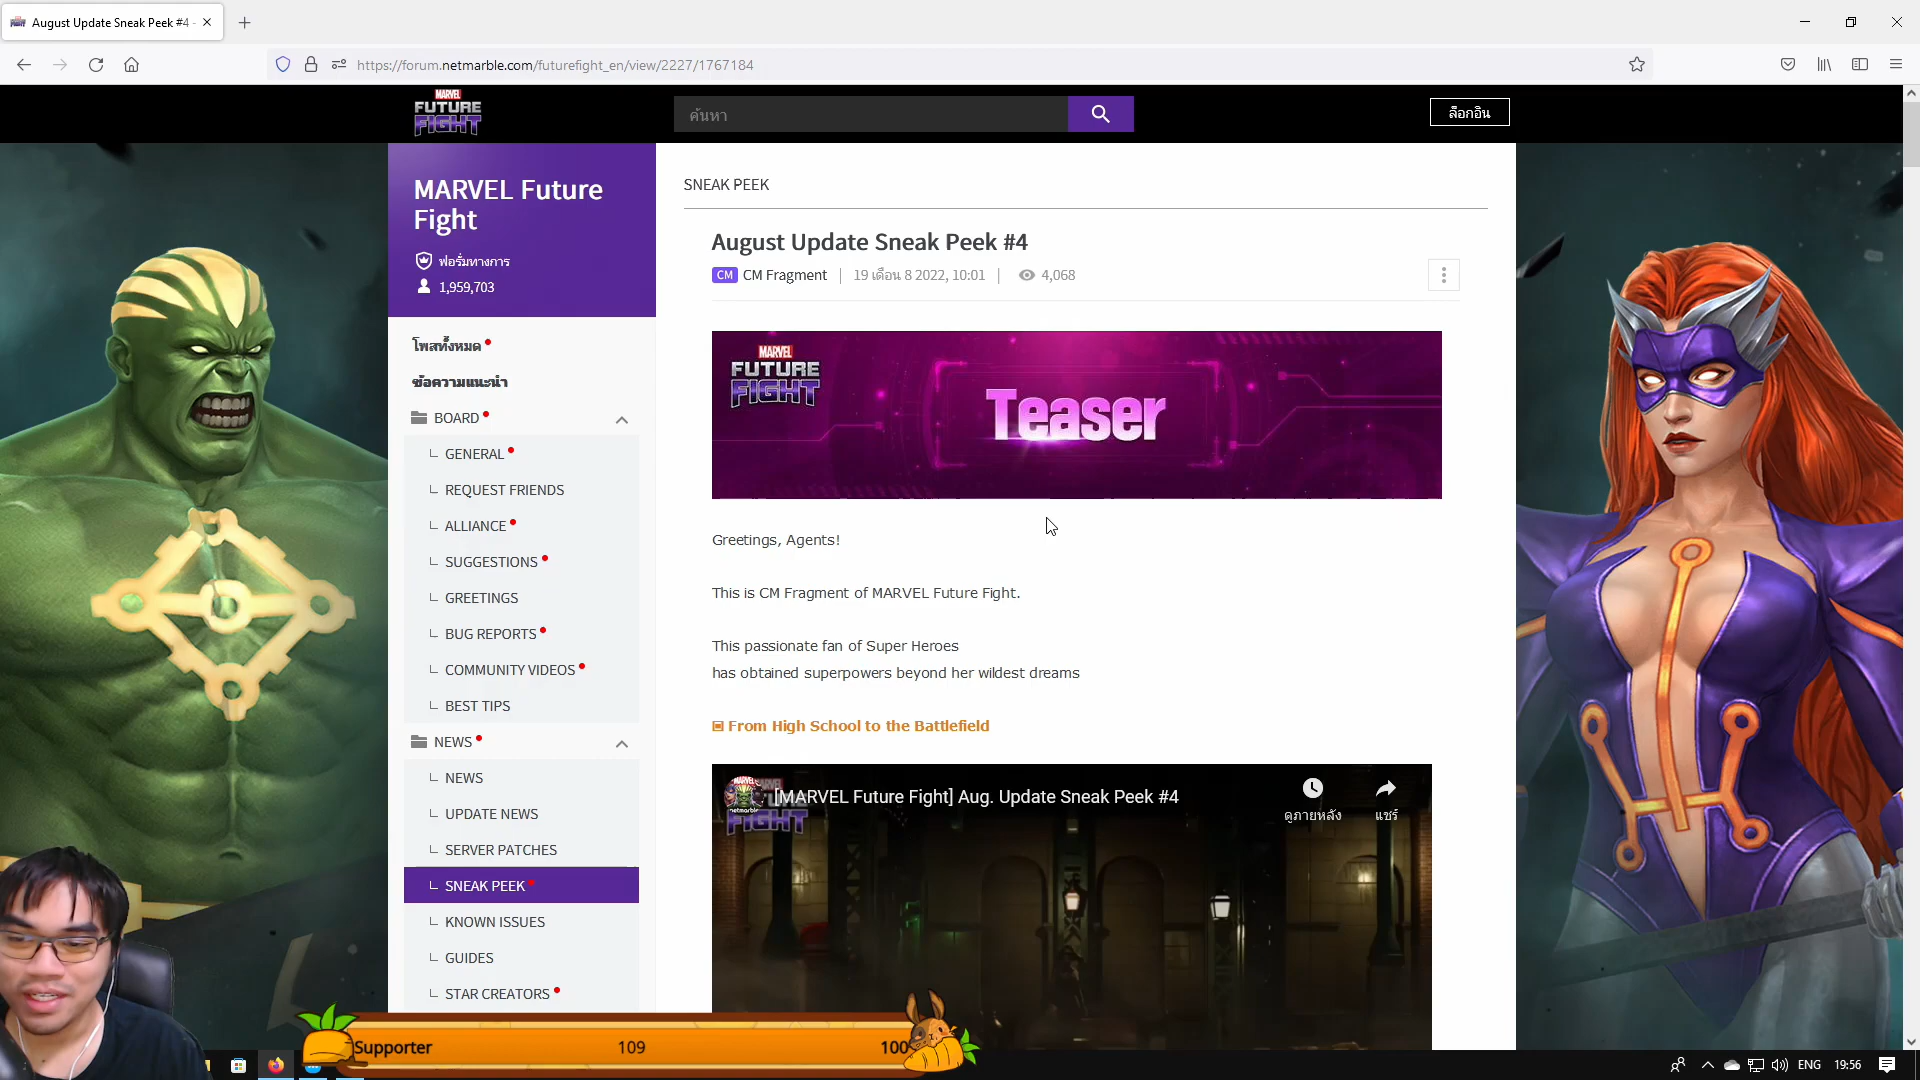 August Update Sneak Peek #4 -
https://forum.netmarble.com/futurefight_en/view/2227/1767184
MARVEL
FUTURE
FIGHT
ค้นหา
ล็อกอิน
MARVEL Future
Fight
ฟอรั่มทางการ
1,959,703
โพสทั้งหมด
ข้อความแนะนำ
BOARD
GENERAL
REQUEST FRIENDS
ALLIANCE
SUGGESTIONS
GREETINGS
BUG REPORTS
COMMUNITY VIDEOS
BEST TIPS
NEWS
NEWS
UPDATE NEWS
SERVER PATCHES
SNEAK PEEK
KNOWN ISSUES
GUIDES
STAR CREATORS
SNEAK PEEK
August Update Sneak Peek #4
CM CM Fragment | 19 เดือน 8 2022, 10:01 | 4,068
MARVEL
FUTURE
FIGHT
Teaser
Greetings, Agents!
This is CM Fragment of MARVEL Future Fight.
This passionate fan of Super Heroes
has obtained superpowers beyond her wildest dreams
▣ From High School to the Battlefield
[MARVEL Future Fight] Aug. Update Sneak Peek #4
ดูภายหลัง
แชร์
FIGHT
Supporter 109 100
ENG 19:56